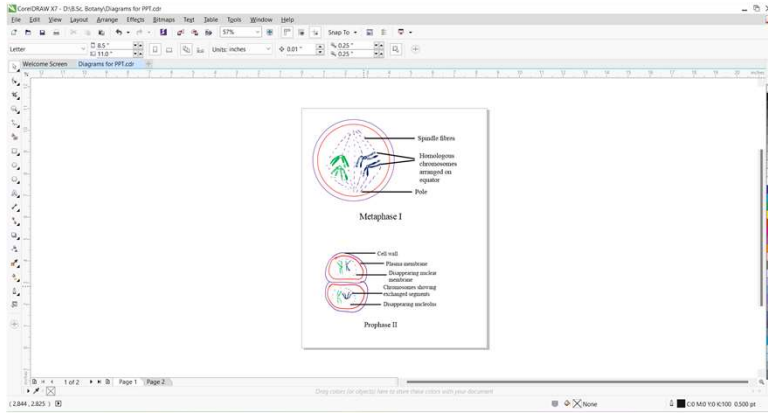 CorelDRAW X7 - D:\B.Sc. Botany\Diagrams for PPT.cdr
File Edit View Layout Arrange Effects Bitmaps Text Table Tools Window Help
57% Snap To
Letter 8.5" 11.0" Units: inches 0.01" 0.25" 0.25"
Welcome Screen Diagrams for PPT.cdr
Spindle fibres
Homologous
chromosomes
arranged on
equator
Pole
Metaphase I
Cell wall
Plasma membrane
Disappearing nuclear
membrane
Chromosomes showing
exchanged segments
Disappearing nucleolus
Prophase II
1 of 2 Page 1 Page 2
Drag colors (or objects) here to store these colors with your document
( 2.844 , 2.825 ) None C:0 M:0 Y:0 K:100 0.500 pt